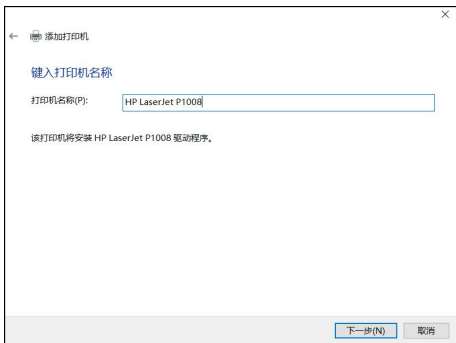 添加打印机
键入打印机名称
打印机名称(P):
HP LaserJet P1008
该打印机将安装 HP LaserJet P1008 驱动程序。
下一步(N)
取消